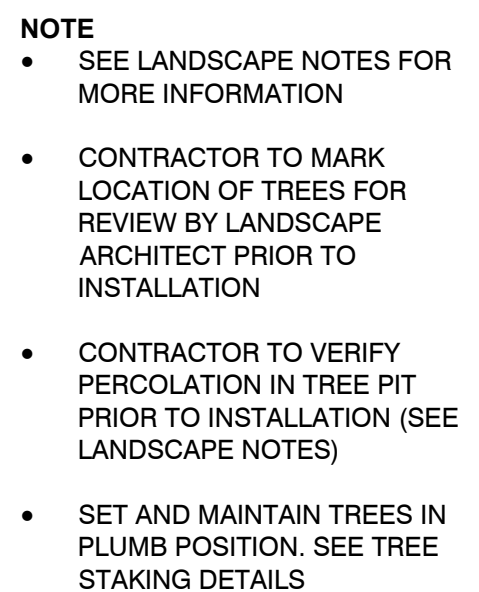 NOTE
• SEE LANDSCAPE NOTES FOR
MORE INFORMATION
• CONTRACTOR TO MARK
LOCATION OF TREES FOR
REVIEW BY LANDSCAPE
ARCHITECT PRIOR TO
INSTALLATION
• CONTRACTOR TO VERIFY
PERCOLATION IN TREE PIT
PRIOR TO INSTALLATION (SEE
LANDSCAPE NOTES)
• SET AND MAINTAIN TREES IN
PLUMB POSITION. SEE TREE
STAKING DETAILS